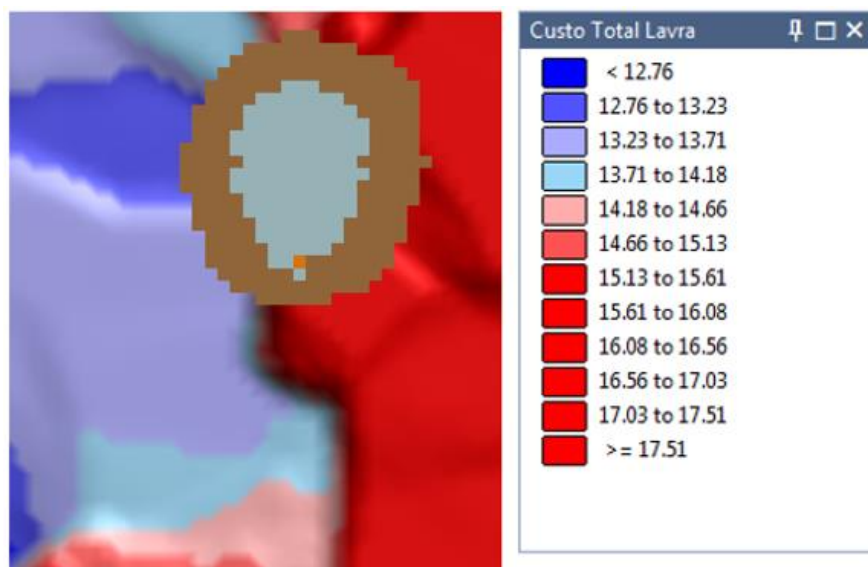 Custo Total Lavra
< 12.76
12.76 to 13.23
13.23 to 13.71
13.71 to 14.18
14.18 to 14.66
14.66 to 15.13
15.13 to 15.61
15.61 to 16.08
16.08 to 16.56
16.56 to 17.03
17.03 to 17.51
>= 17.51